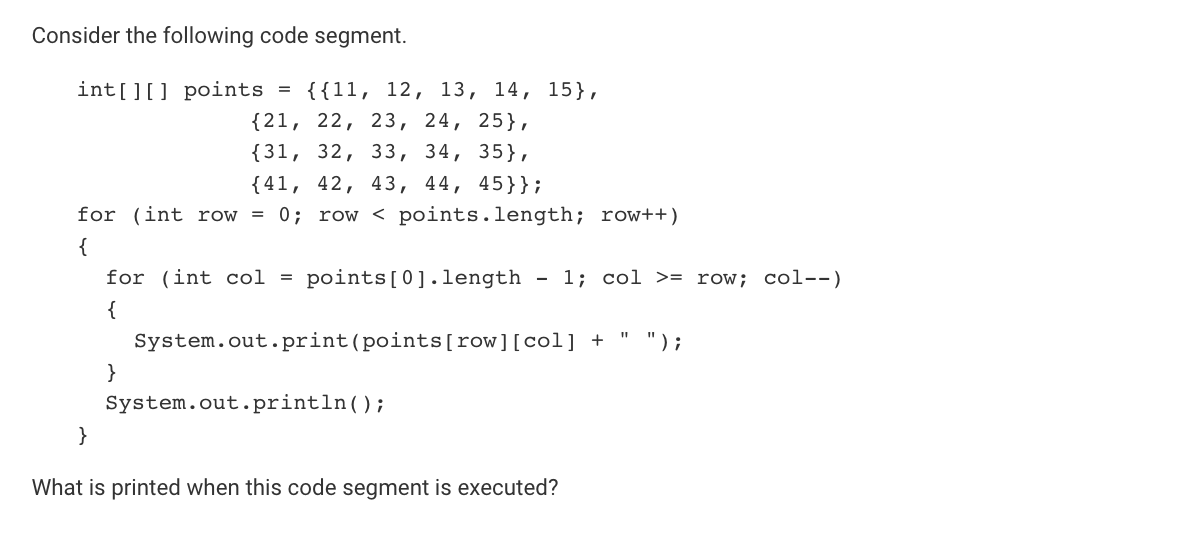 Consider the following code segment.
int[][] points = {{11, 12, 13, 14, 15},
{21, 22, 23, 24, 25},
{31, 32, 33, 34, 35},
{41, 42, 43, 44, 45}};
for (int row = 0; row < points.length; row++)
{
for (int col = points[0].length - 1; col >= row; col--)
{
System.out.print(points[row][col] + " ");
}
System.out.println();
}
What is printed when this code segment is executed?